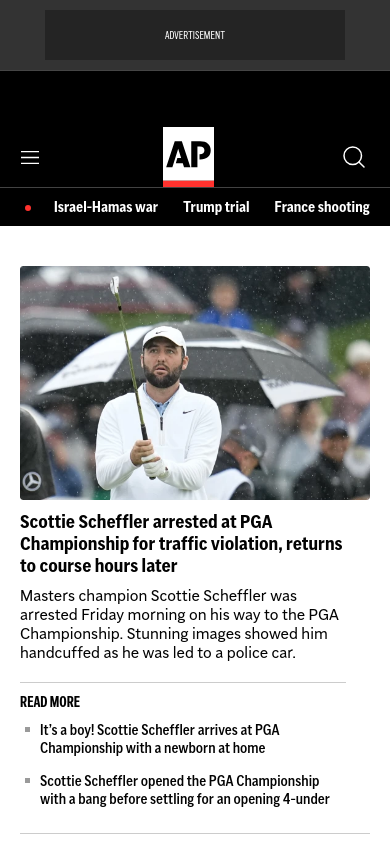 ADVERTISEMENT
AP
Israel-Hamas war
Trump trial
France shooting
Scottie Scheffler arrested at PGA
Championship for traffic violation, returns
to course hours later
Masters champion Scottie Scheffler was
arrested Friday morning on his way to the PGA
Championship. Stunning images showed him
handcuffed as he was led to a police car.
READ MORE
It’s a boy! Scottie Scheffler arrives at PGA
Championship with a newborn at home
Scottie Scheffler opened the PGA Championship
with a bang before settling for an opening 4-under